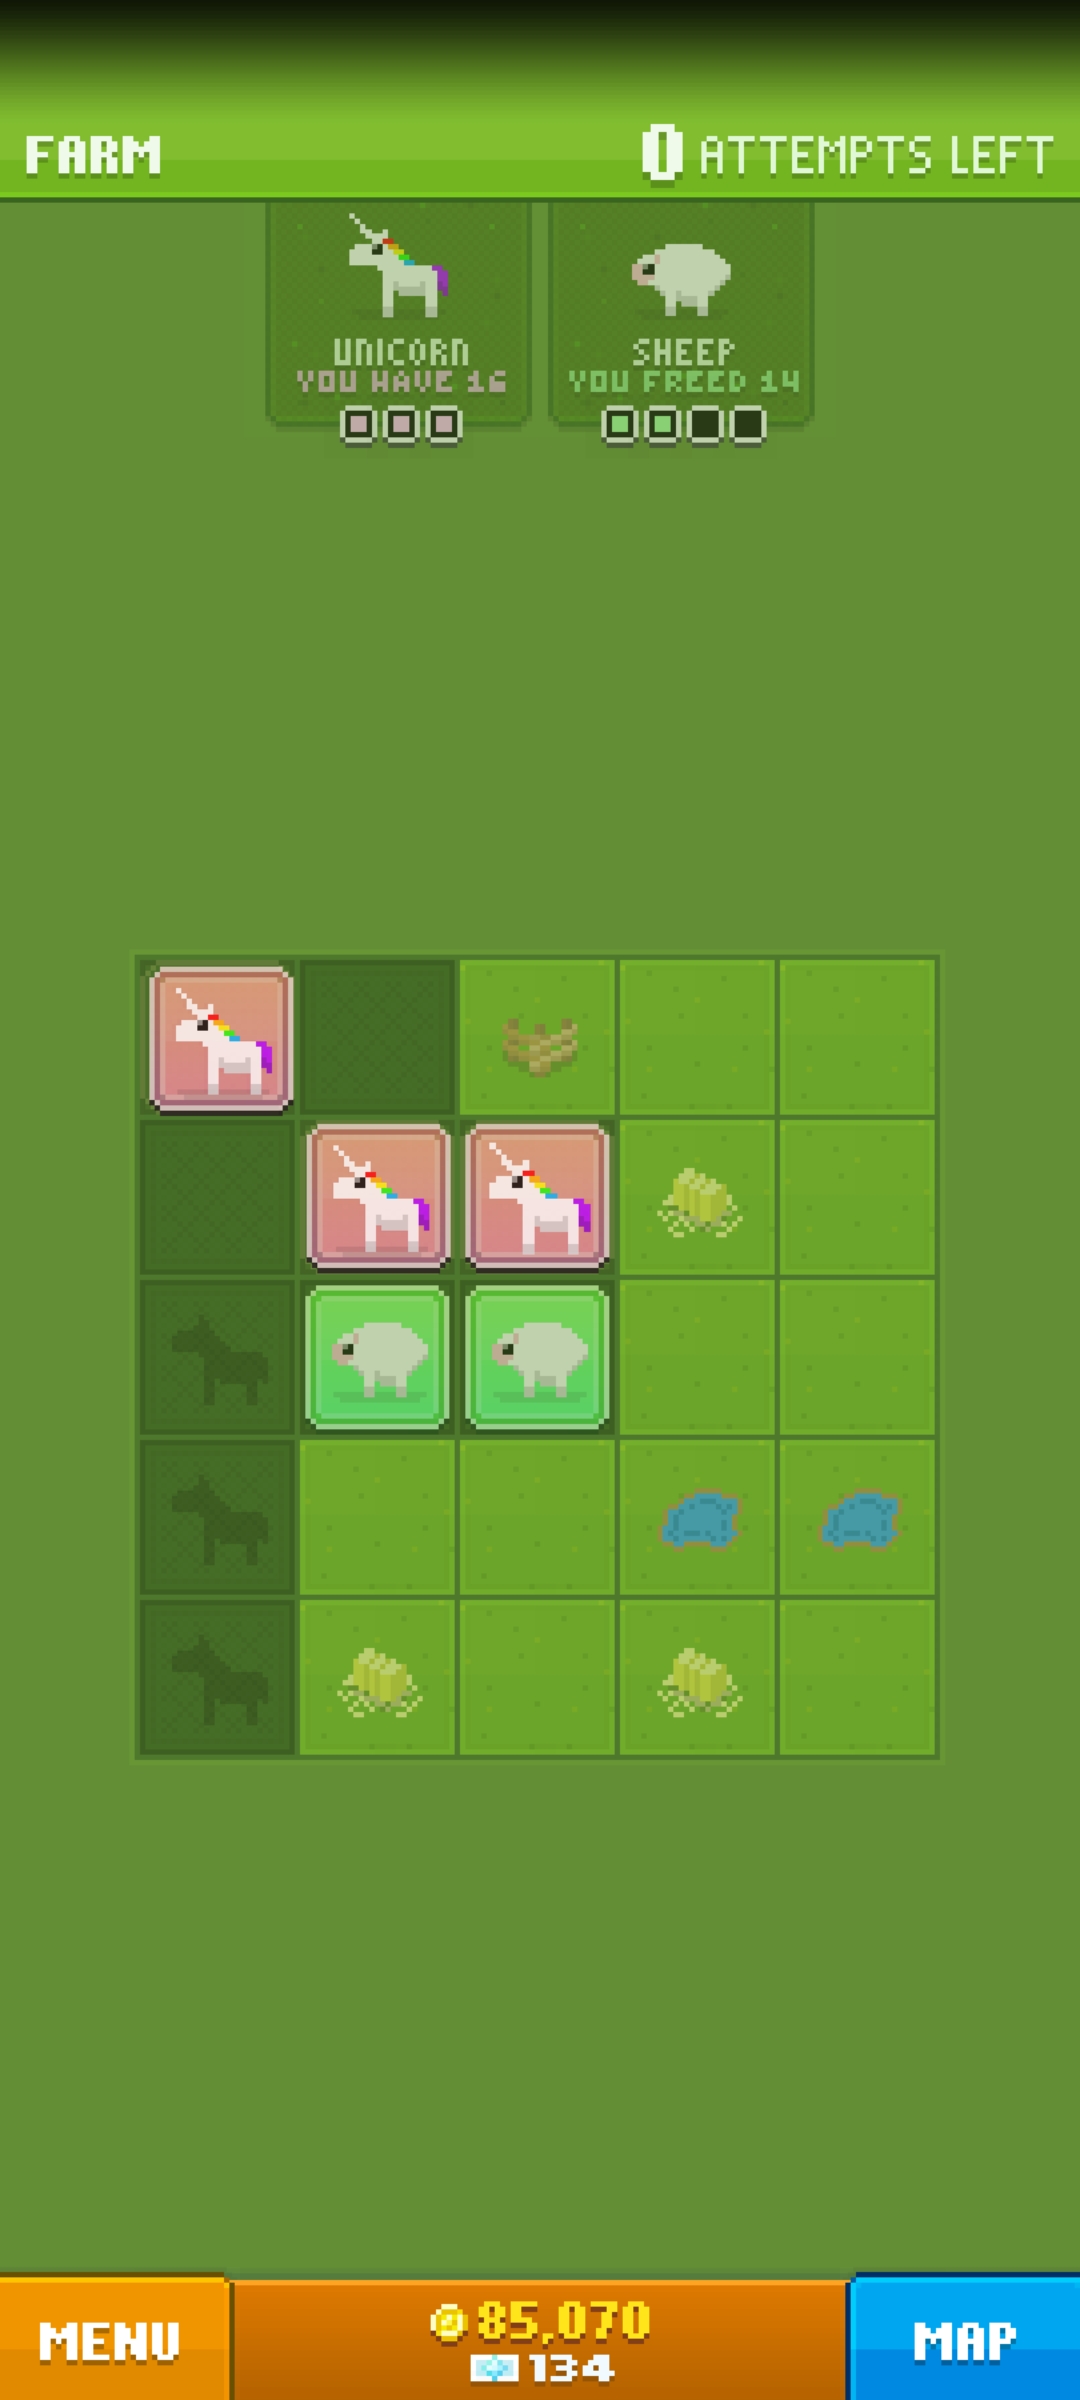 FARM
0 ATTEMPTS LEFT
UNICORN
YOU HAVE 16
SHEEP
YOU FREED 14
MENU
85,070
134
MAP